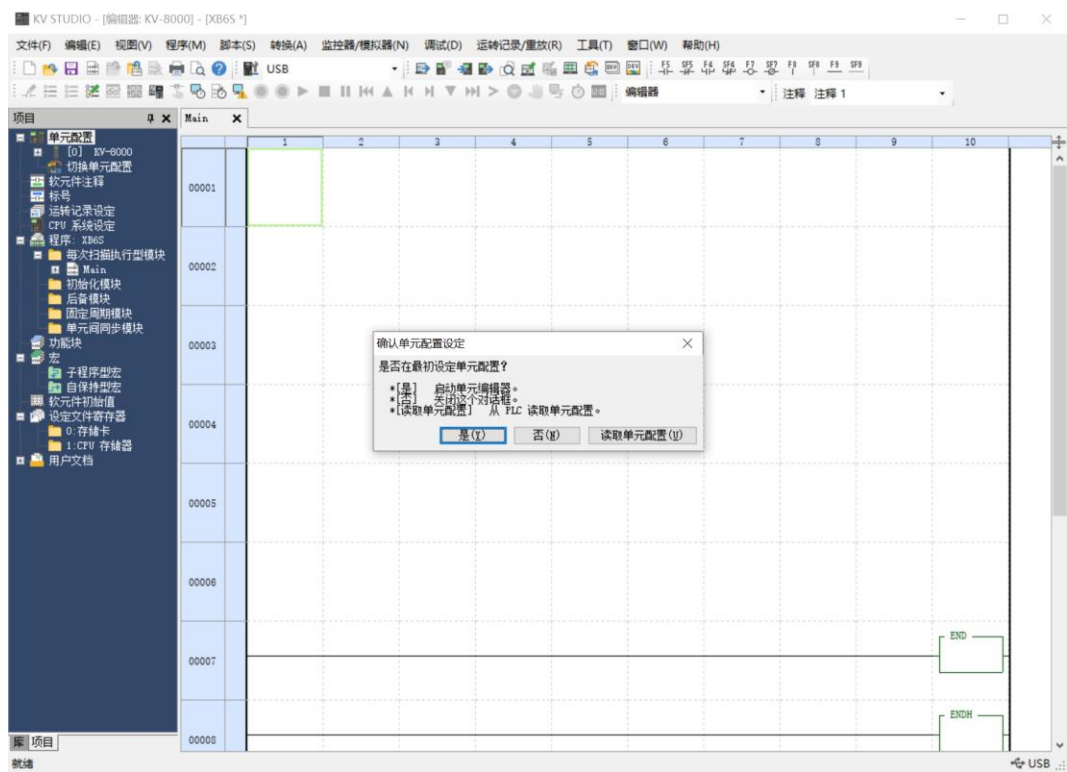 KV STUDIO - [编辑器: KV-8000] - [XB6S *]
文件(F) 编辑(E) 视图(V) 程序(M) 脚本(S) 转换(A) 监控器/模拟器(N) 调试(D) 运转记录/重放(R) 工具(T) 窗口(W) 帮助(H)
USB
F5 SF5 F4 SF4 F7 SF7 F8 SF8 F9 SF9
编辑器 注释 注释 1
项目
Main
单元配置
[0] KV-8000
切换单元配置
软元件注释
标号
运转记录设定
CPU 系统设定
程序: XB6S
每次扫描执行型模块
Main
初始化模块
后备模块
固定周期模块
单元间同步模块
功能块
宏
子程序型宏
自保持型宏
软元件初始值
设定文件寄存器
0:存储卡
1:CPU 存储器
用户文档
1 2 3 4 5 6 7 8 9 10
00001
00002
00003
00004
00005
00006
00007
END
00008
ENDH
确认单元配置设定
是否在最初设定单元配置?
*[是] 启动单元编辑器。
*[否] 关闭这个对话框。
*[读取单元配置] 从 PLC 读取单元配置。
是(Y) 否(N) 读取单元配置(U)
库 项目
就绪
USB